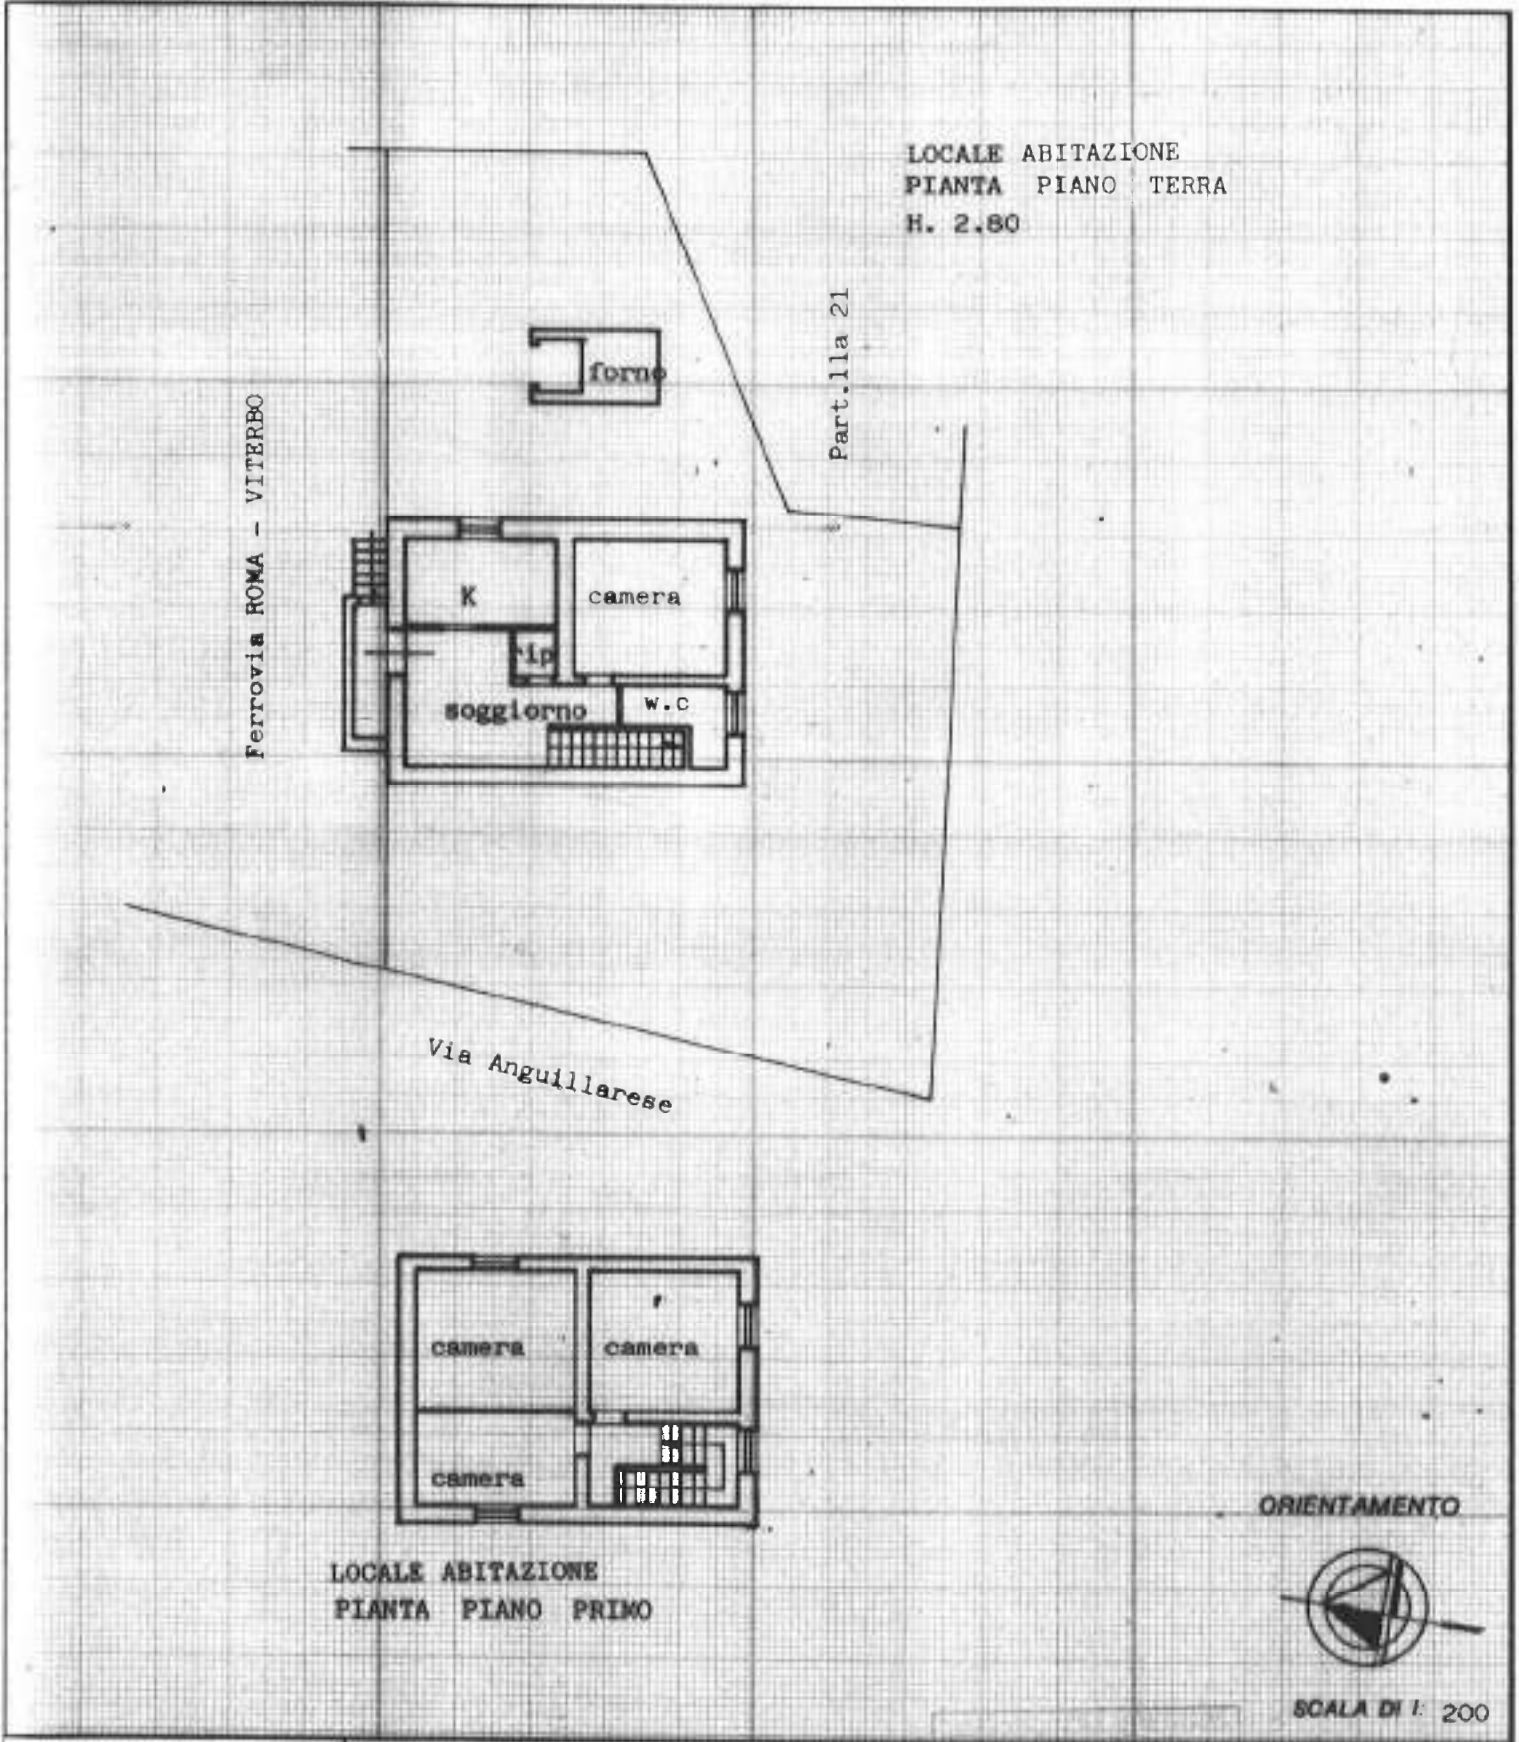 LOCALE ABITAZIONE
PIANTA PIANO TERRA
H. 2.80
Part.lla 21
forno
Ferrovia ROMA - VITERBO
K
camera
rip
soggiorno
w.c
Via Anguillarese
camera
camera
camera
LOCALE ABITAZIONE
PIANTA PIANO PRIMO
ORIENTAMENTO
SCALA DI 1: 200